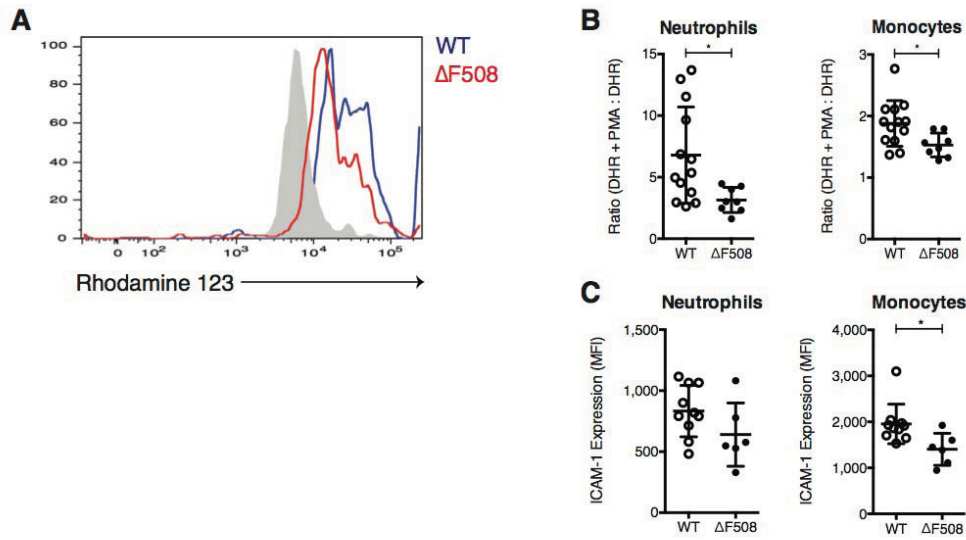 A
WT
ΔF508
100
80
60
40
20
0
0 10² 10³ 10⁴ 10⁵
Rhodamine 123
B
Neutrophils
Ratio (DHR + PMA : DHR)
15
10
5
0
*
WT ΔF508
Monocytes
Ratio (DHR + PMA : DHR)
3
2
1
0
*
WT ΔF508
C
Neutrophils
ICAM-1 Expression (MFI)
1,500
1,000
500
0
WT ΔF508
Monocytes
ICAM-1 Expression (MFI)
4,000
3,000
2,000
1,000
0
*
WT ΔF508